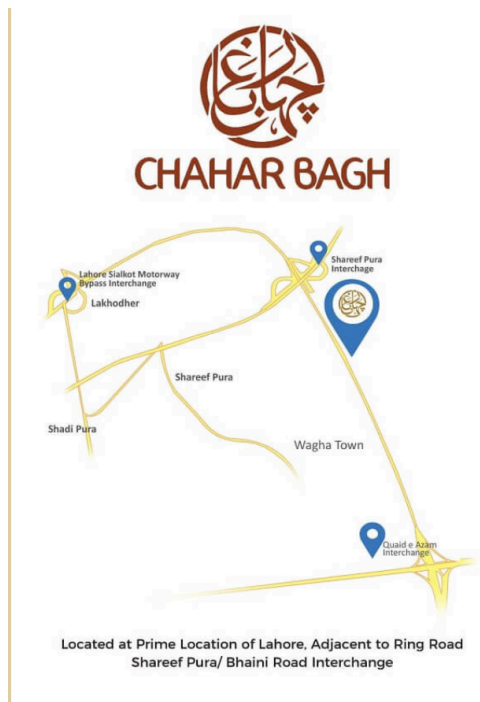 چہار باغ
CHAHAR BAGH
Shareef Pura
Interchage
Lahore Sialkot Motorway
Bypass Interchange
Lakhodher
Shareef Pura
Shadi Pura
Wagha Town
Quaid e Azam
Interchange
Located at Prime Location of Lahore, Adjacent to Ring Road
Shareef Pura/ Bhaini Road Interchange